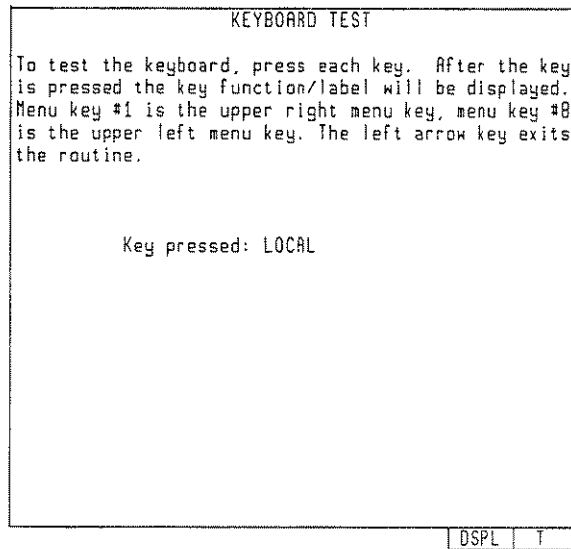 KEYBOARD TEST
To test the keyboard, press each key. After the key
is pressed the key function/label will be displayed.
Menu key #1 is the upper right menu key, menu key #8
is the upper left menu key. The left arrow key exits
the routine.
Key pressed: LOCAL
DSPL T